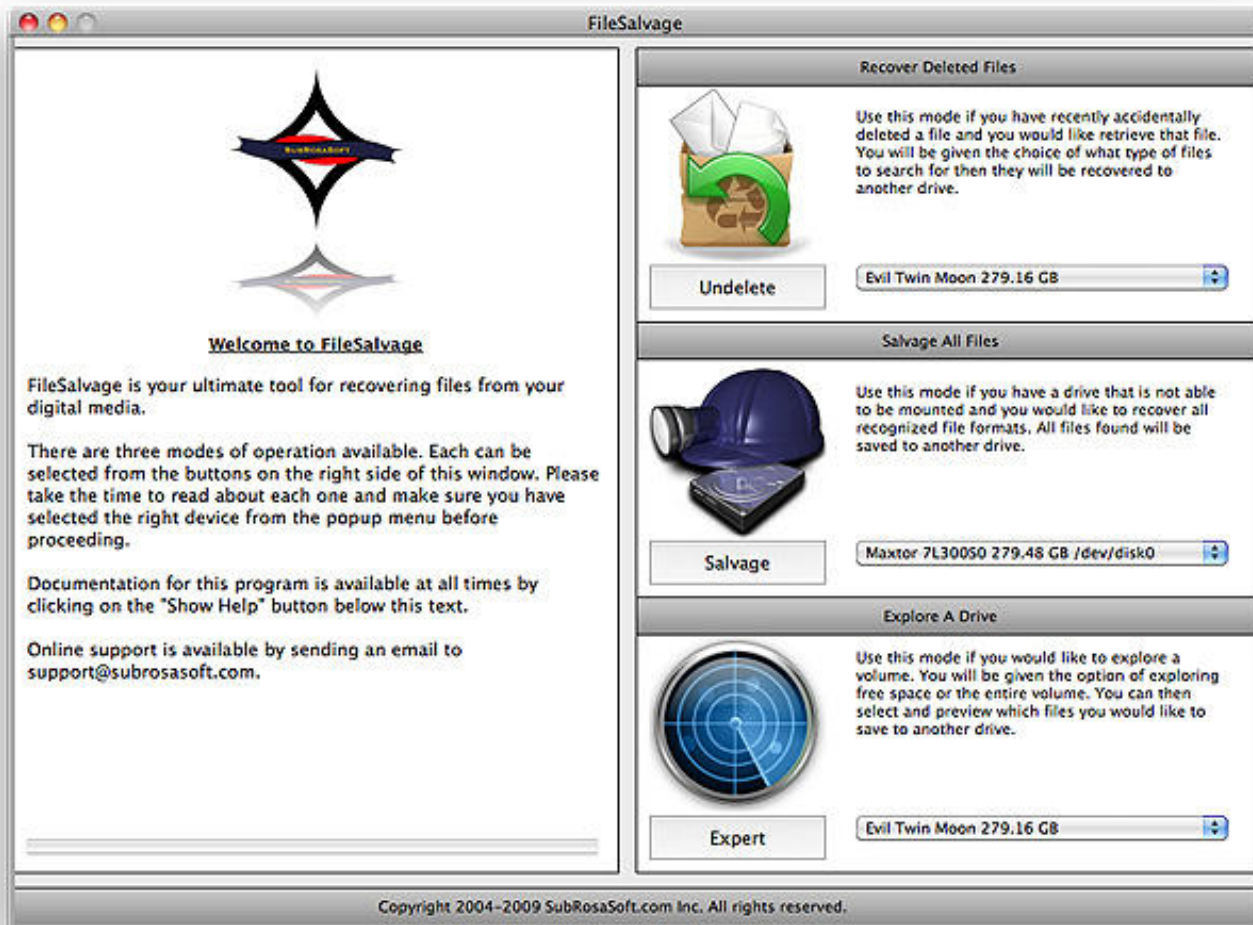 FileSalvage
SUBROSASOFT
Welcome to FileSalvage
FileSalvage is your ultimate tool for recovering files from your
digital media.
There are three modes of operation available. Each can be
selected from the buttons on the right side of this window. Please
take the time to read about each one and make sure you have
selected the right device from the popup menu before
proceeding.
Documentation for this program is available at all times by
clicking on the "Show Help" button below this text.
Online support is available by sending an email to
support@subrosasoft.com.
Recover Deleted Files
Use this mode if you have recently accidentally
deleted a file and you would like retrieve that file.
You will be given the choice of what type of files
to search for then they will be recovered to
another drive.
Undelete
Evil Twin Moon 279.16 GB
Salvage All Files
Use this mode if you have a drive that is not able
to be mounted and you would like to recover all
recognized file formats. All files found will be
saved to another drive.
Salvage
Maxtor 7L300S0 279.48 GB /dev/disk0
Explore A Drive
Use this mode if you would like to explore a
volume. You will be given the option of exploring
free space or the entire volume. You can then
select and preview which files you would like to
save to another drive.
Expert
Evil Twin Moon 279.16 GB
Copyright 2004-2009 SubRosaSoft.com Inc. All rights reserved.